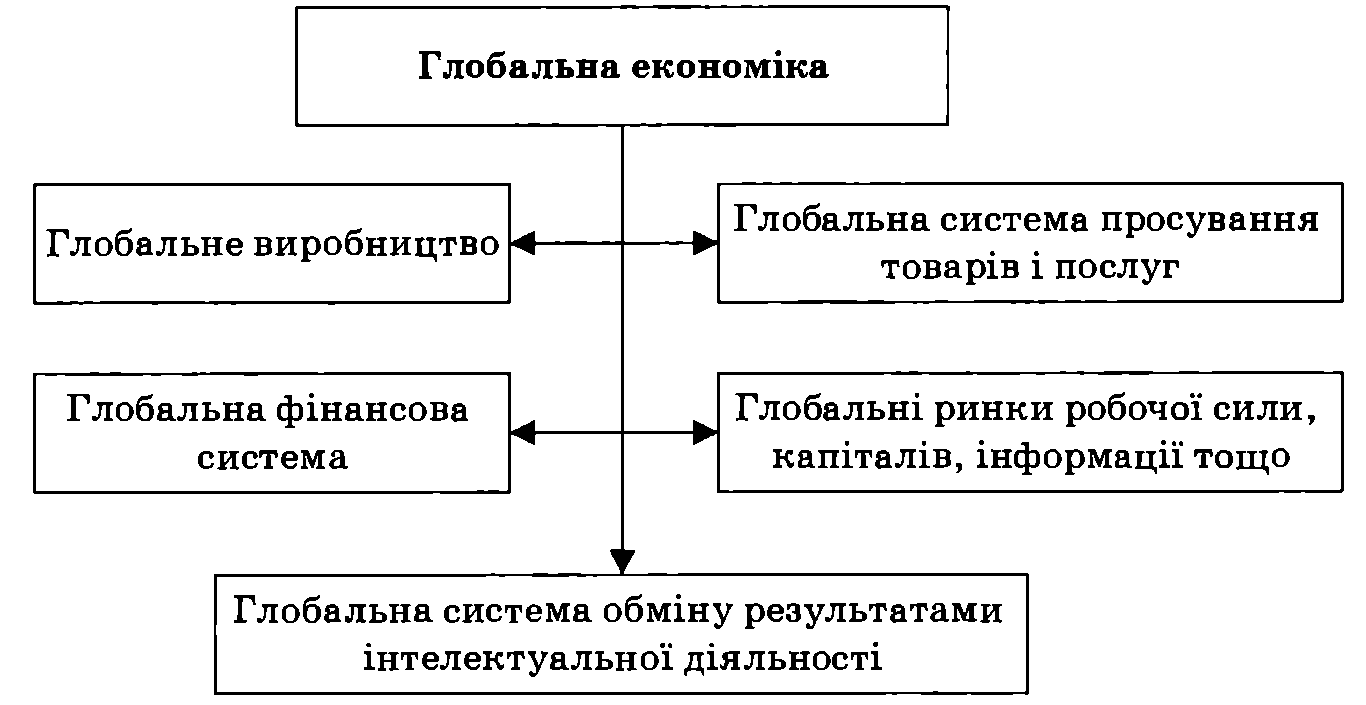 Глобальна економіка
Глобальне виробництво
Глобальна система просування
товарів і послуг
Глобальна фінансова
система
Глобальні ринки робочої сили,
капіталів, інформації тощо
Глобальна система обміну результатами
інтелектуальної діяльності